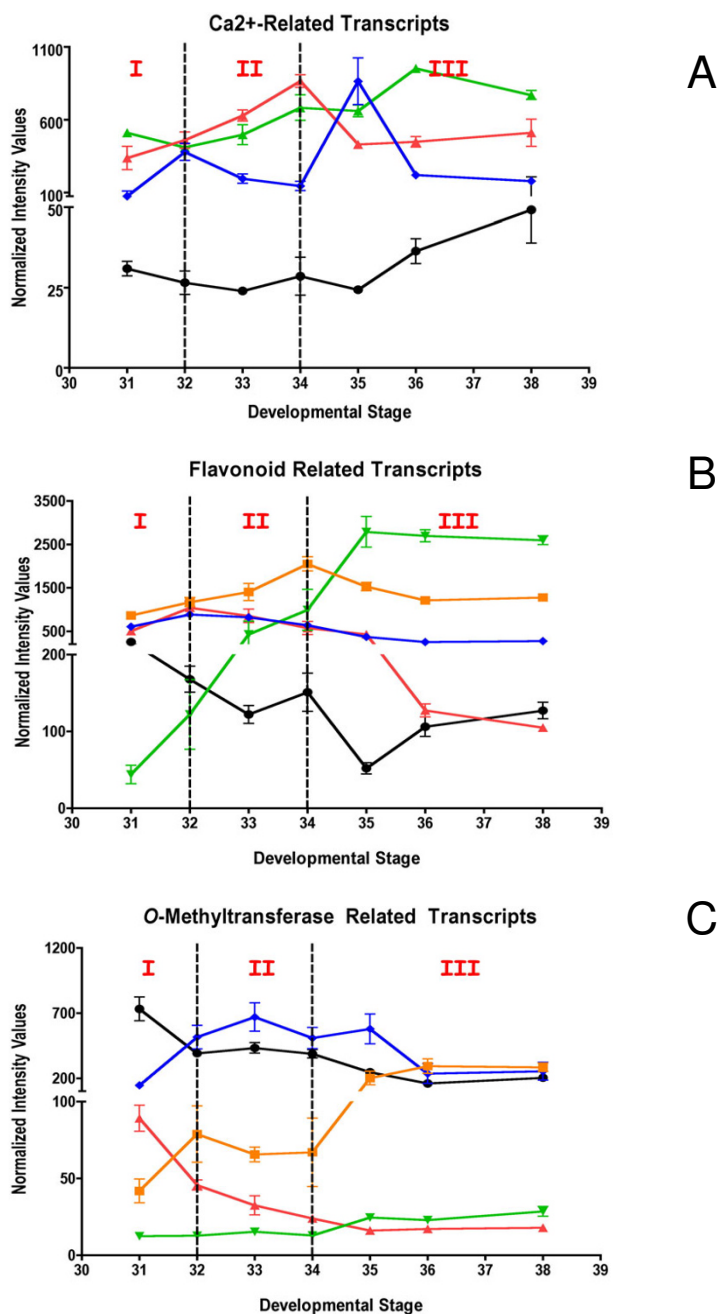 Ca2+-Related Transcripts
A
Normalized Intensity Values
1100
600
100
50
25
0
I
II
III
30 31 32 33 34 35 36 37 38 39
Developmental Stage
Flavonoid Related Transcripts
B
Normalized Intensity Values
3500
2500
1500
500
200
100
0
I
II
III
30 31 32 33 34 35 36 37 38 39
Developmental Stage
O-Methyltransferase Related Transcripts
C
Normalized Intensity Values
1200
700
200
100
50
0
I
II
III
30 31 32 33 34 35 36 37 38 39
Developmental Stage